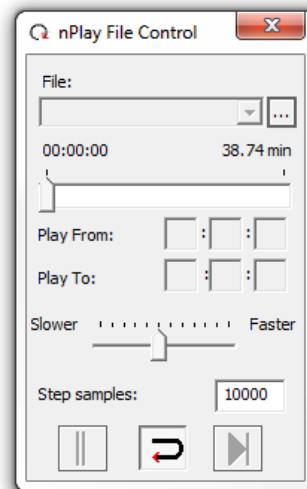 nPlay File Control
File:
...
00:00:00 38.74 min
Play From: : :
Play To: : :
Slower Faster
Step samples: 10000